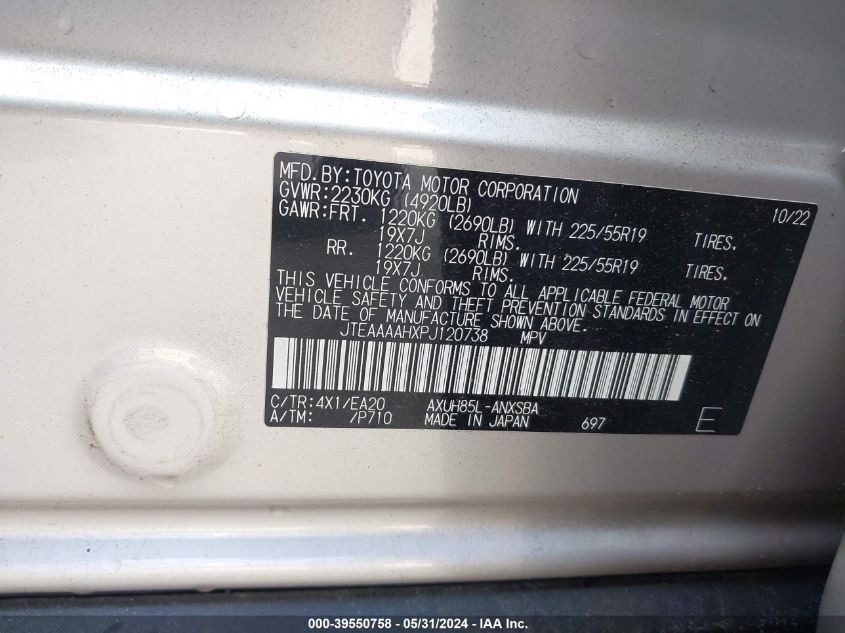 MFD.BY:TOYOTA MOTOR CORPORATION 10/22
GVWR:2230KG (4920LB)
GAWR:FRT. 1220KG (2690LB) WITH 225/55R19 TIRES.
19X7J RIMS.
RR. 1220KG (2690LB) WITH 225/55R19 TIRES.
19X7J RIMS.
THIS VEHICLE CONFORMS TO ALL APPLICABLE FEDERAL MOTOR
VEHICLE SAFETY AND THEFT PREVENTION STANDARDS IN EFFECT ON
THE DATE OF MANUFACTURE SHOWN ABOVE.
JTEAAAAHXPJ120738 MPV
C/TR:4X1/EA20 AXUH85L-ANXSBA
A/TM: /P710 MADE IN JAPAN 697 E
000-39550758 - 05/31/2024 - IAA Inc.